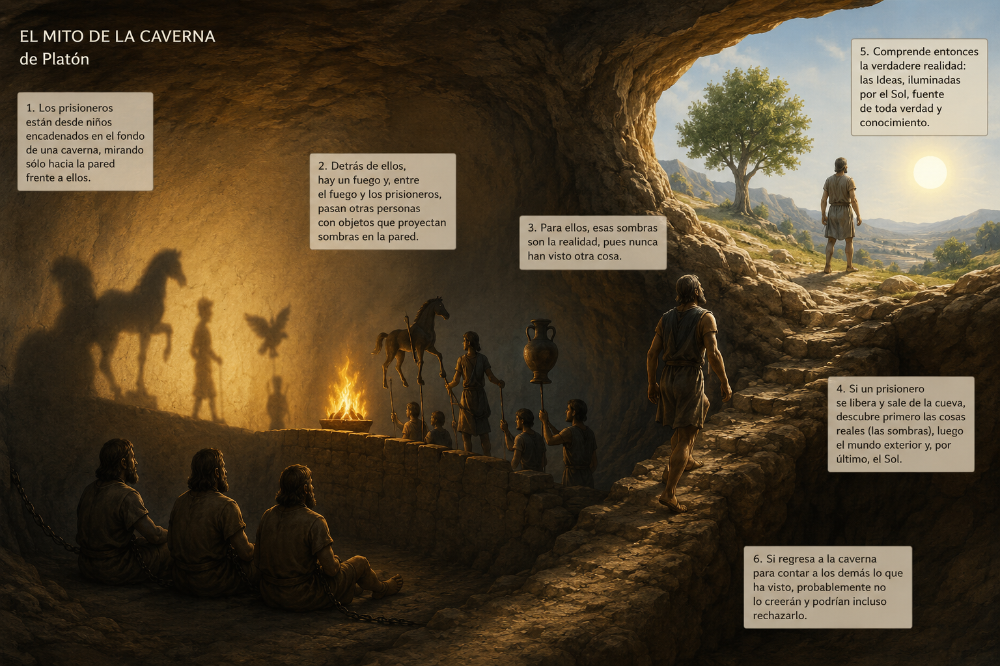 EL MITO DE LA CAVERNA
de Platón
1. Los prisioneros
están desde niños
encadenados en el fondo
de una caverna, mirando
sólo hacia la pared
frente a ellos.
2. Detrás de ellos,
hay un fuego y, entre
el fuego y los prisioneros,
pasan otras personas
con objetos que proyectan
sombras en la pared.
3. Para ellos, esas sombras
son la realidad, pues nunca
han visto otra cosa.
4. Si un prisionero
se libera y sale de la cueva,
descubre primero las cosas
reales (las sombras), luego
el mundo exterior y, por
último, el Sol.
5. Comprende entonces
la verdadere realidad:
las Ideas, iluminadas
por el Sol, fuente
de toda verdad y
conocimiento.
6. Si regresa a la caverna
para contar a los demás lo que
ha visto, probablemente no
lo creerán y podrían incluso
rechazarlo.